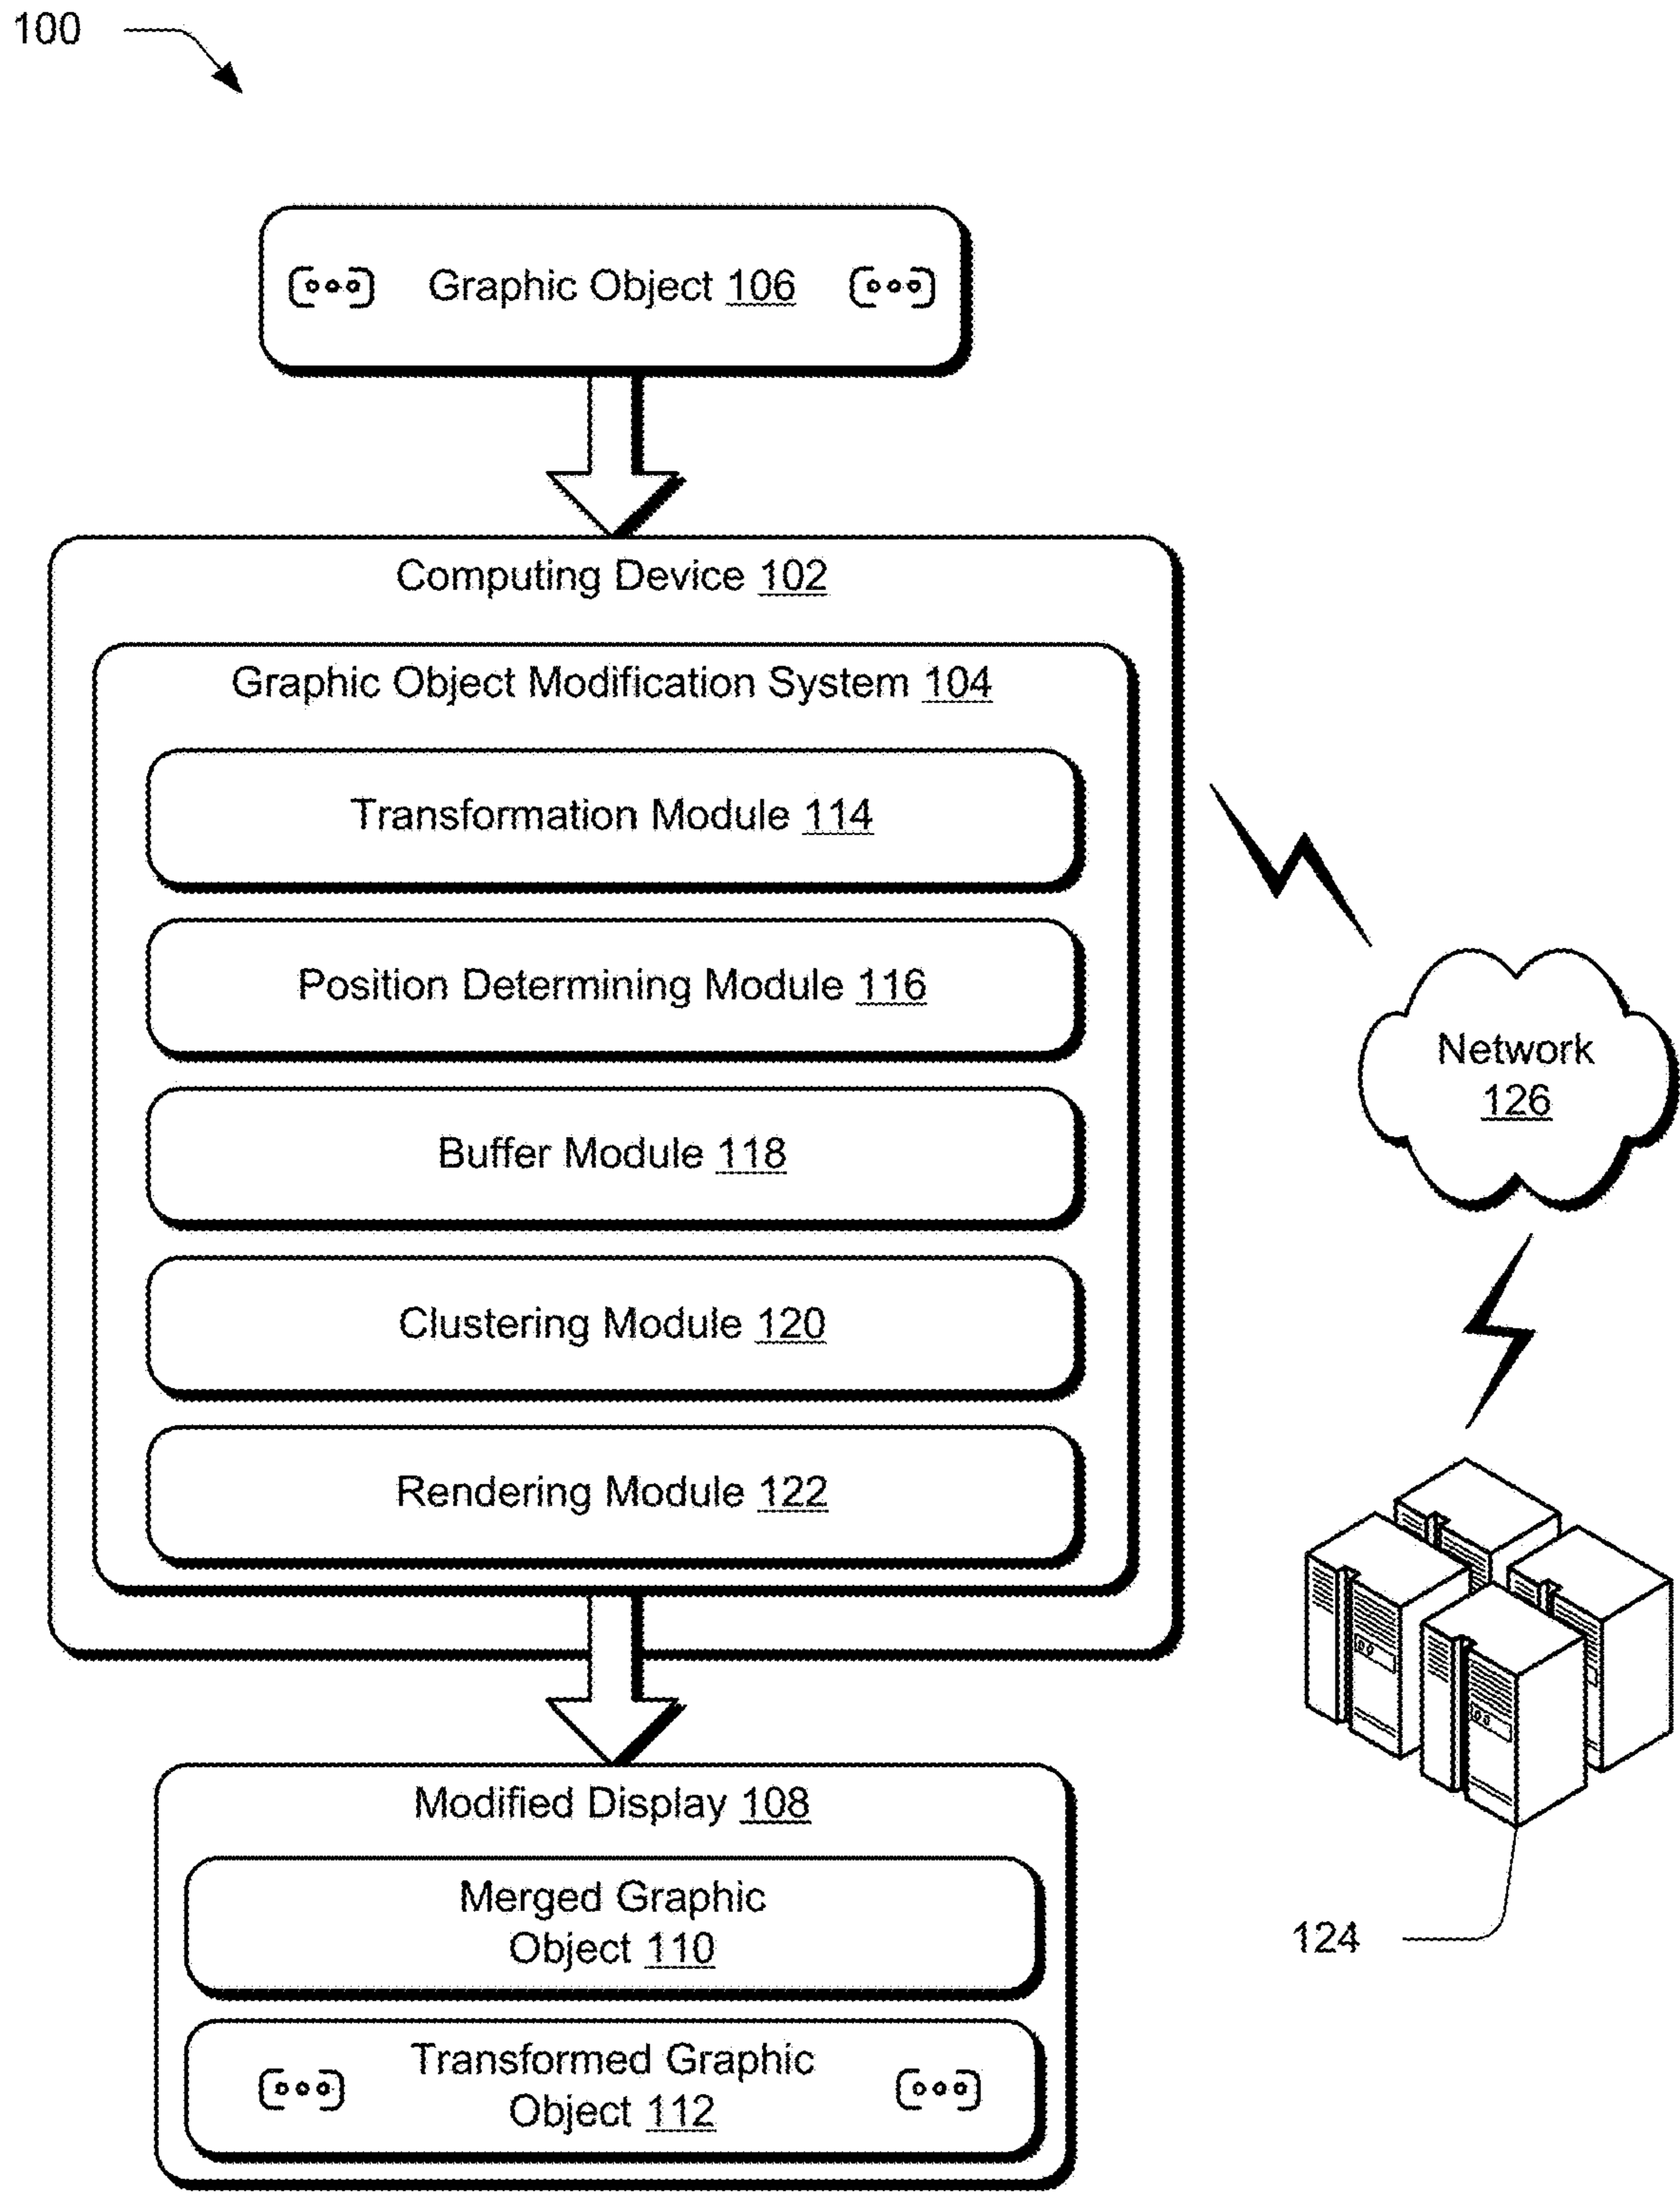 100
Graphic Object 106
Computing Device 102
Graphic Object Modification System 104
Transformation Module 114
Position Determining Module 116
Buffer Module 118
Clustering Module 120
Rendering Module 122
Network
126
124
Modified Display 108
Merged Graphic
Object 110
Transformed Graphic
Object 112